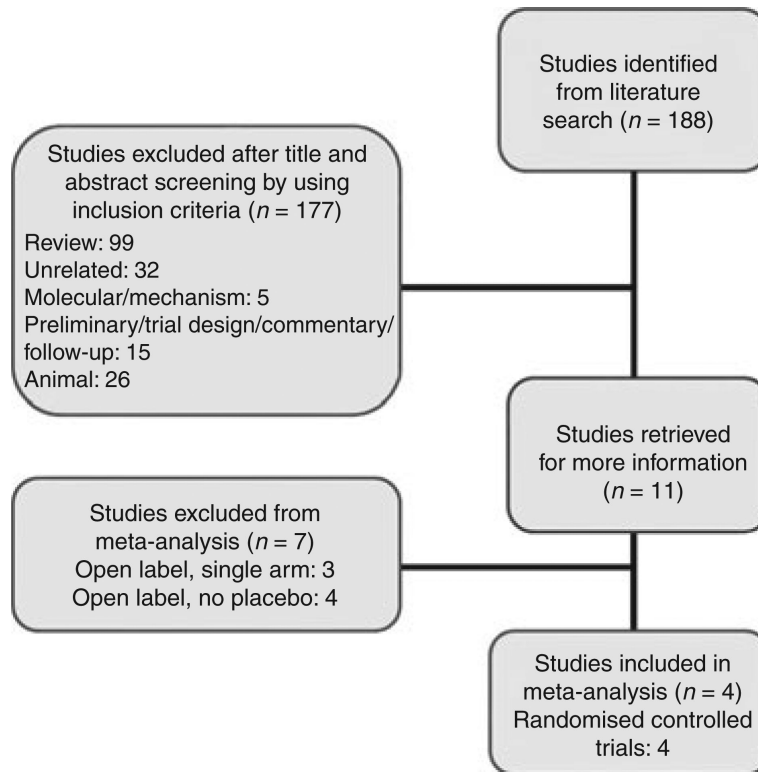 Studies identified
from literature
search (n = 188)
Studies excluded after title and
abstract screening by using
inclusion criteria (n = 177)
Review: 99
Unrelated: 32
Molecular/mechanism: 5
Preliminary/trial design/commentary/
follow-up: 15
Animal: 26
Studies retrieved
for more information
(n = 11)
Studies excluded from
meta-analysis (n = 7)
Open label, single arm: 3
Open label, no placebo: 4
Studies included in
meta-analysis (n = 4)
Randomised controlled
trials: 4